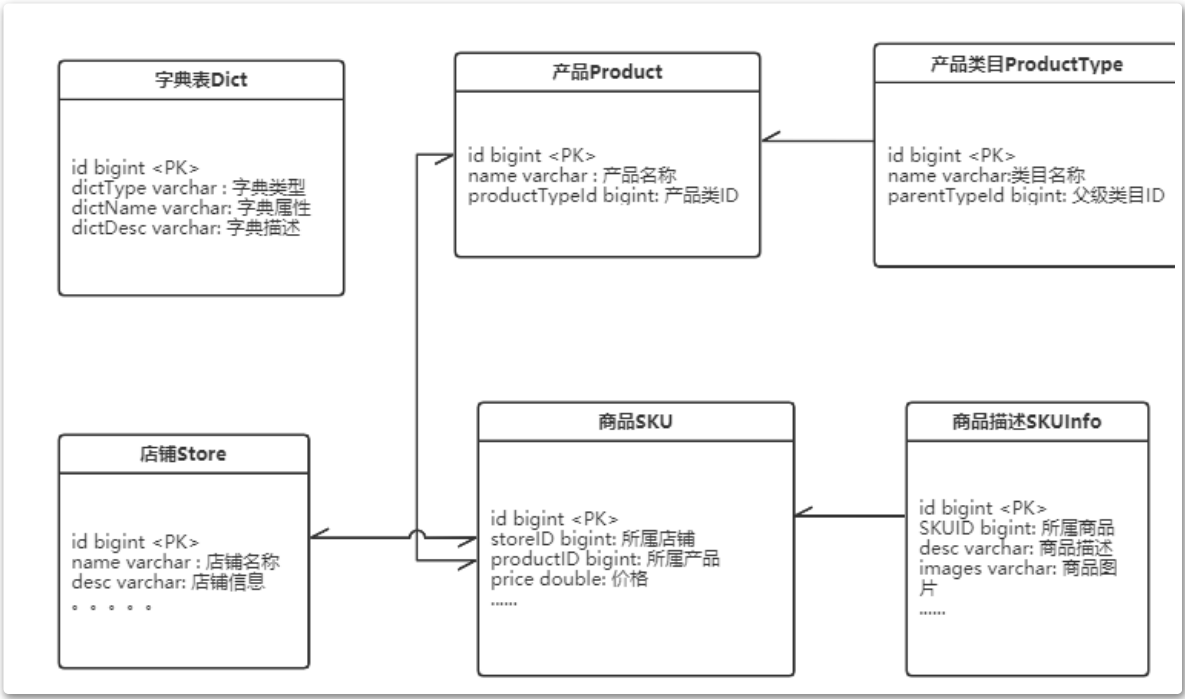 字典表Dict
id bigint <PK>
dictType varchar : 字典类型
dictName varchar: 字典属性
dictDesc varchar: 字典描述
产品Product
id bigint <PK>
name varchar : 产品名称
productTypeId bigint: 产品类ID
产品类目ProductType
id bigint <PK>
name varchar:类目名称
parentTypeId bigint: 父级类目ID
店铺Store
id bigint <PK>
name varchar : 店铺名称
desc varchar: 店铺信息
。。。。。
商品SKU
id bigint <PK>
storeID bigint: 所属店铺
productID bigint: 所属产品
price double: 价格
......
商品描述SKUInfo
id bigint <PK>
SKUID bigint: 所属商品
desc varchar: 商品描述
images varchar: 商品图
片
......